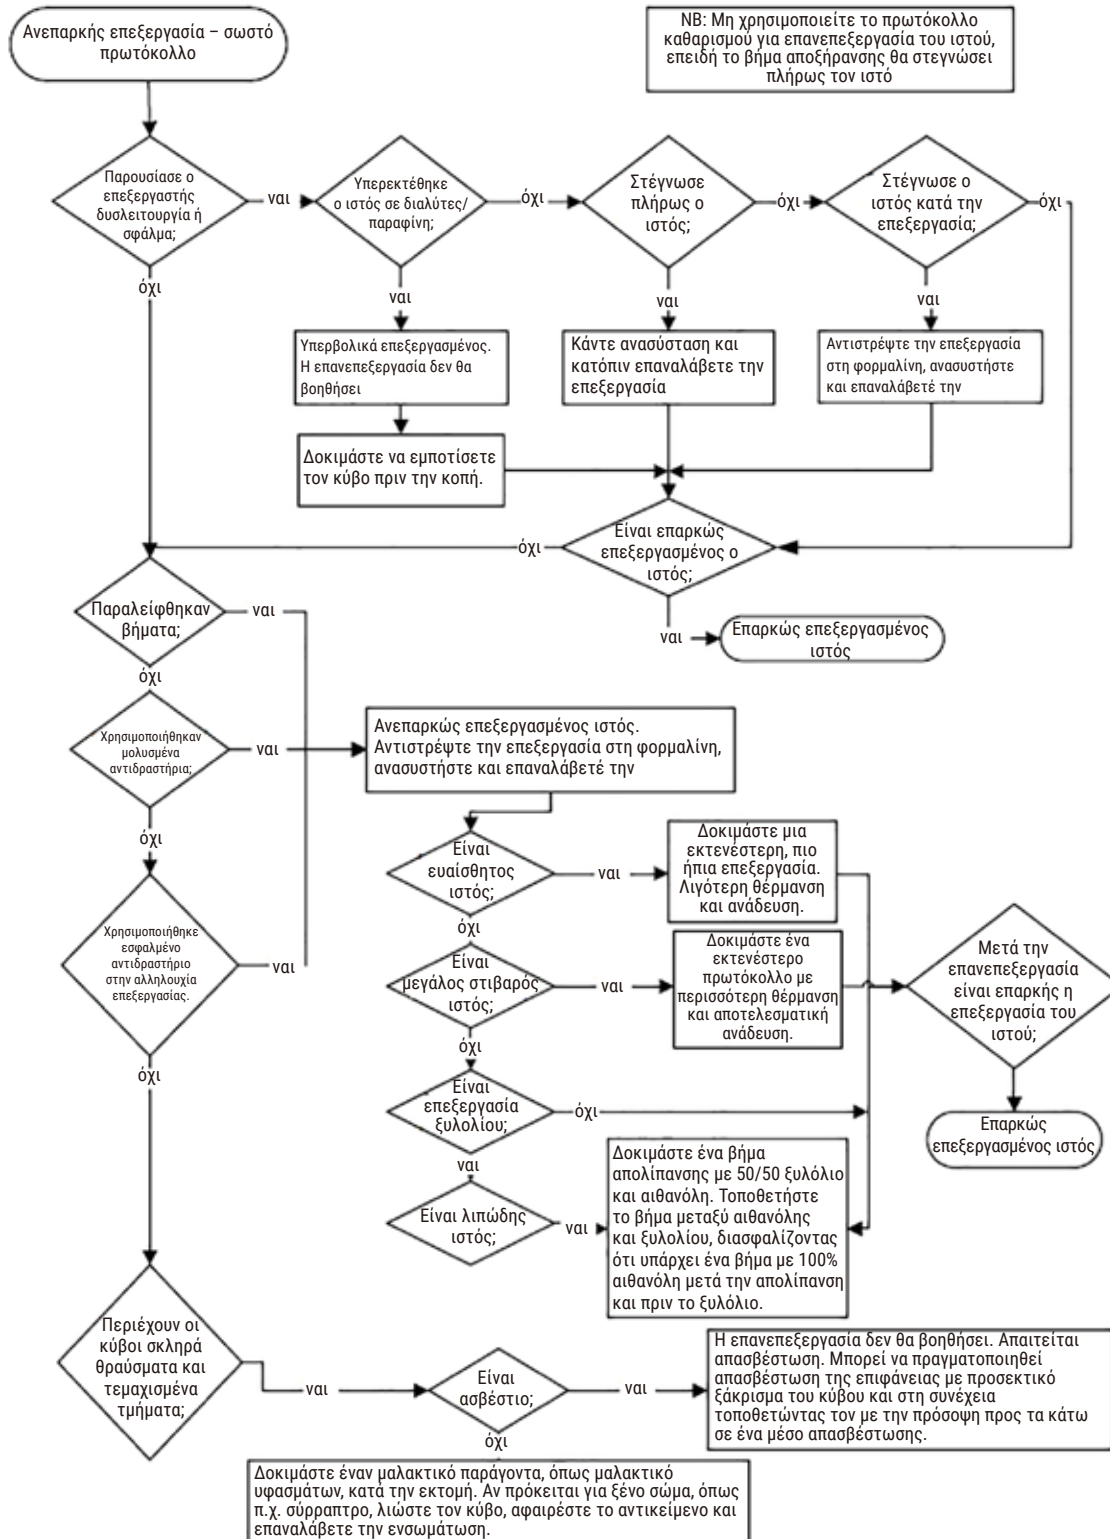 Ανεπαρκής επεξεργασία – σωστό
πρωτόκολλο
NB: Μη χρησιμοποιείτε το πρωτόκολλο
καθαρισμού για επανεπεξεργασία του ιστού,
επειδή το βήμα αποξήρανσης θα στεγνώσει
πλήρως τον ιστό
Παρουσίασε ο
επεξεργαστής
δυσλειτουργία ή
σφάλμα;
ναι
Υπερεκτέθηκε
ο ιστός σε διαλύτες/
παραφίνη;
όχι
Στέγνωσε
πλήρως ο
ιστός;
όχι
Στέγνωσε ο
ιστός κατά την
επεξεργασία;
όχι
όχι
ναι
ναι
ναι
Υπερβολικά επεξεργασμένος.
Η επανεπεξεργασία δεν θα
βοηθήσει
Κάντε ανασύσταση και
κατόπιν επαναλάβετε την
επεξεργασία
Αντιστρέψτε την επεξεργασία
στη φορμαλίνη, ανασυστήστε
και επαναλάβετέ την
Δοκιμάστε να εμποτίσετε
τον κύβο πριν την κοπή.
Είναι επαρκώς
επεξεργασμένος ο
ιστός;
όχι
ναι
Επαρκώς επεξεργασμένος
ιστός
Παραλείφθηκαν
βήματα;
ναι
όχι
Χρησιμοποιήθηκαν
μολυσμένα
αντιδραστήρια;
ναι
Ανεπαρκώς επεξεργασμένος ιστός.
Αντιστρέψτε την επεξεργασία στη φορμαλίνη,
ανασυστήστε και επαναλάβετέ την
όχι
Χρησιμοποιήθηκε
εσφαλμένο
αντιδραστήριο
στην αλληλουχία
επεξεργασίας.
ναι
όχι
Είναι
ευαίσθητος
ιστός;
ναι
Δοκιμάστε μια
εκτενέστερη, πιο
ήπια επεξεργασία.
Λιγότερη θέρμανση
και ανάδευση.
όχι
Είναι
μεγάλος στιβαρός
ιστός;
ναι
Δοκιμάστε ένα
εκτενέστερο
πρωτόκολλο με
περισσότερη θέρμανση
και αποτελεσματική
ανάδευση.
Μετά την
επανεπεξεργασία
είναι επαρκής η
επεξεργασία του
ιστού;
Επαρκώς
επεξεργασμένος ιστός
όχι
Είναι
επεξεργασία
ξυλολίου;
όχι
ναι
Είναι λιπώδης
ιστός;
ναι
Δοκιμάστε ένα βήμα
απολίπανσης με 50/50 ξυλόλιο
και αιθανόλη. Τοποθετήστε
το βήμα μεταξύ αιθανόλης
και ξυλολίου, διασφαλίζοντας
ότι υπάρχει ένα βήμα με 100%
αιθανόλη μετά την απολίπανση
και πριν το ξυλόλιο.
Περιέχουν οι
κύβοι σκληρά
θραύσματα και
τεμαχισμένα
τμήματα;
ναι
Είναι
ασβέστιο;
ναι
Η επανεπεξεργασία δεν θα βοηθήσει. Απαιτείται
απασβέστωση. Μπορεί να πραγματοποιηθεί
απασβέστωση της επιφάνειας με προσεκτικό
ξάκρισμα του κύβου και στη συνέχεια
τοποθετώντας τον με την πρόσοψη προς τα κάτω
σε ένα μέσο απασβέστωσης.
όχι
Δοκιμάστε έναν μαλακτικό παράγοντα, όπως μαλακτικό
υφασμάτων, κατά την εκτομή. Αν πρόκειται για ξένο σώμα, όπως
π.χ. σύρραπτρο, λιώστε τον κύβο, αφαιρέστε το αντικείμενο και
επαναλάβετε την ενσωμάτωση.